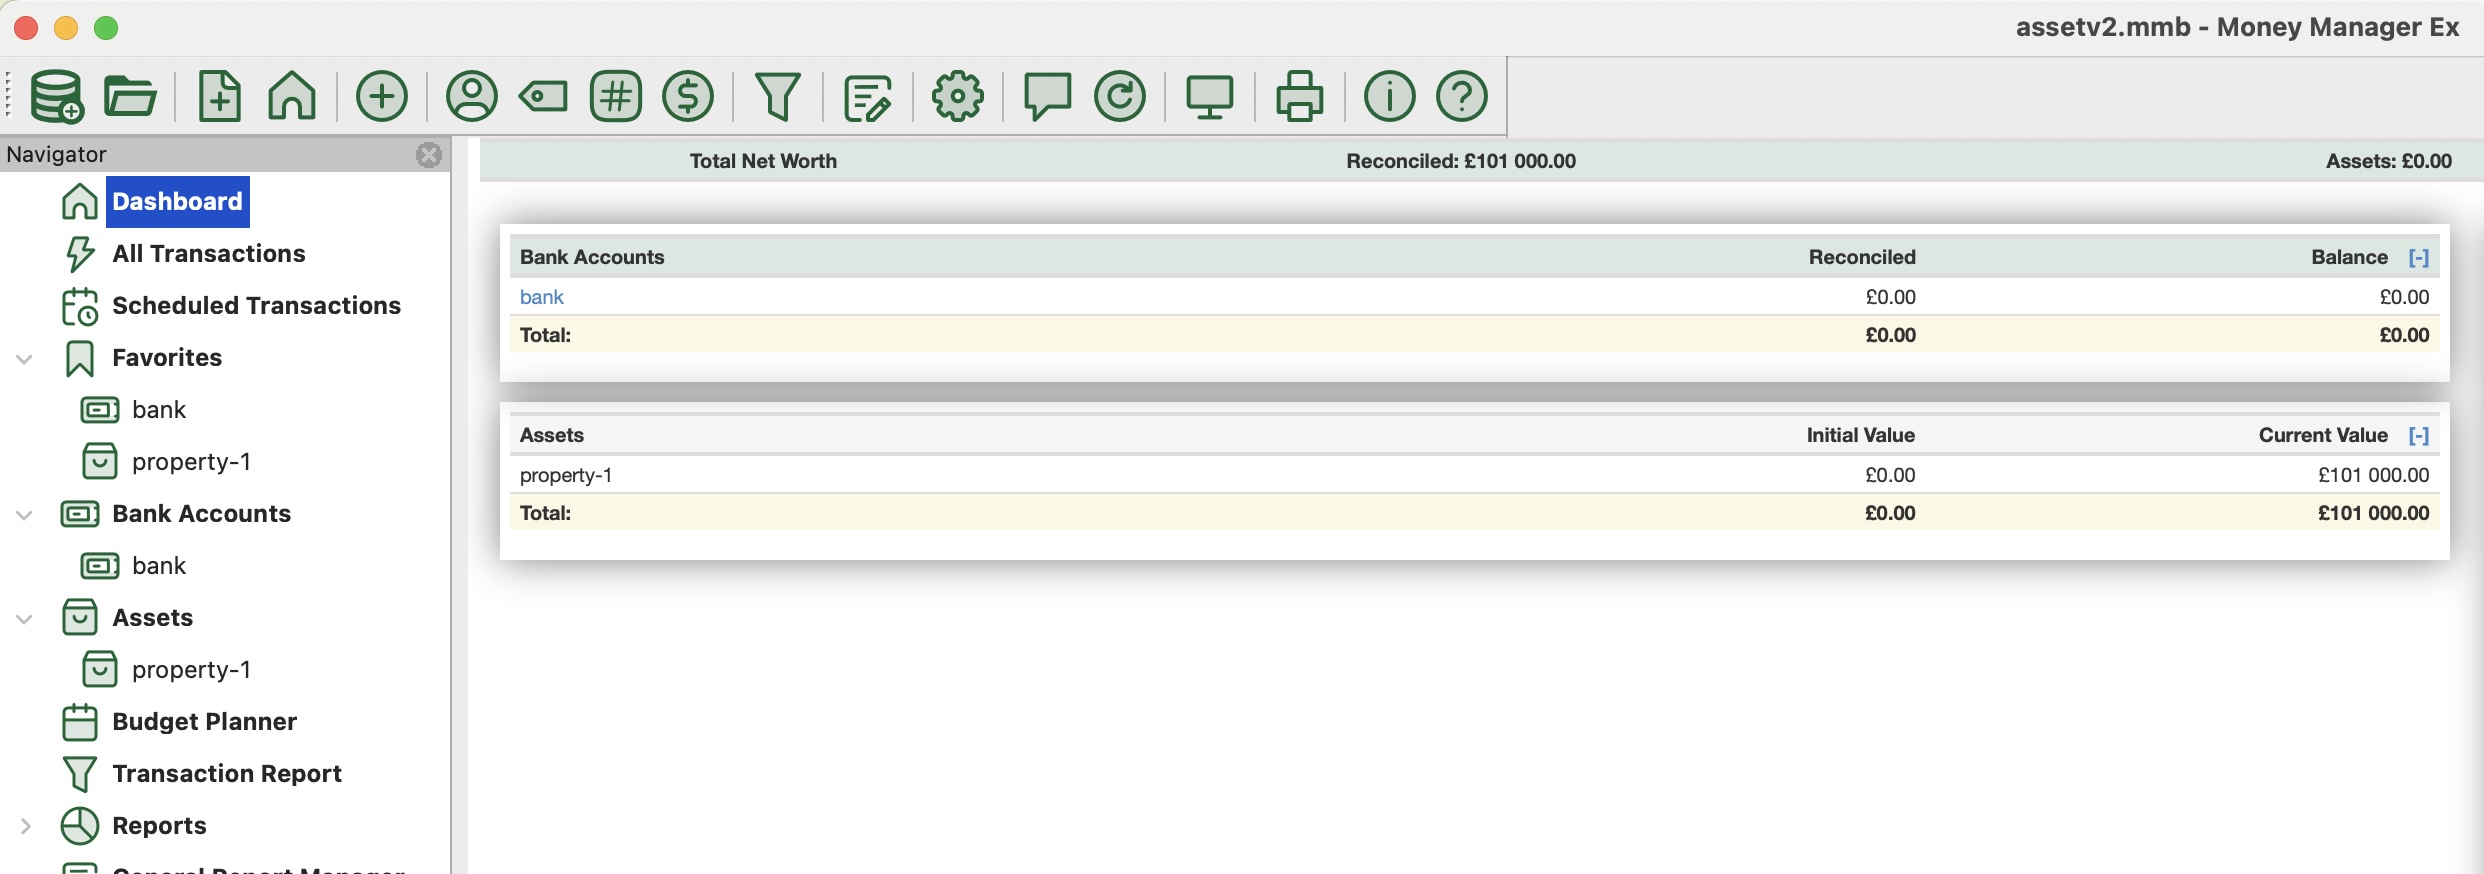 assetv2.mmb - Money Manager Ex
Navigator
Dashboard
All Transactions
Scheduled Transactions
Favorites
bank
property-1
Bank Accounts
bank
Assets
property-1
Budget Planner
Transaction Report
Reports
General Report Manager
Total Net Worth Reconciled: £101 000.00 Assets: £0.00
Bank Accounts Reconciled Balance [-]
bank £0.00 £0.00
Total: £0.00 £0.00
Assets Initial Value Current Value [-]
property-1 £0.00 £101 000.00
Total: £0.00 £101 000.00